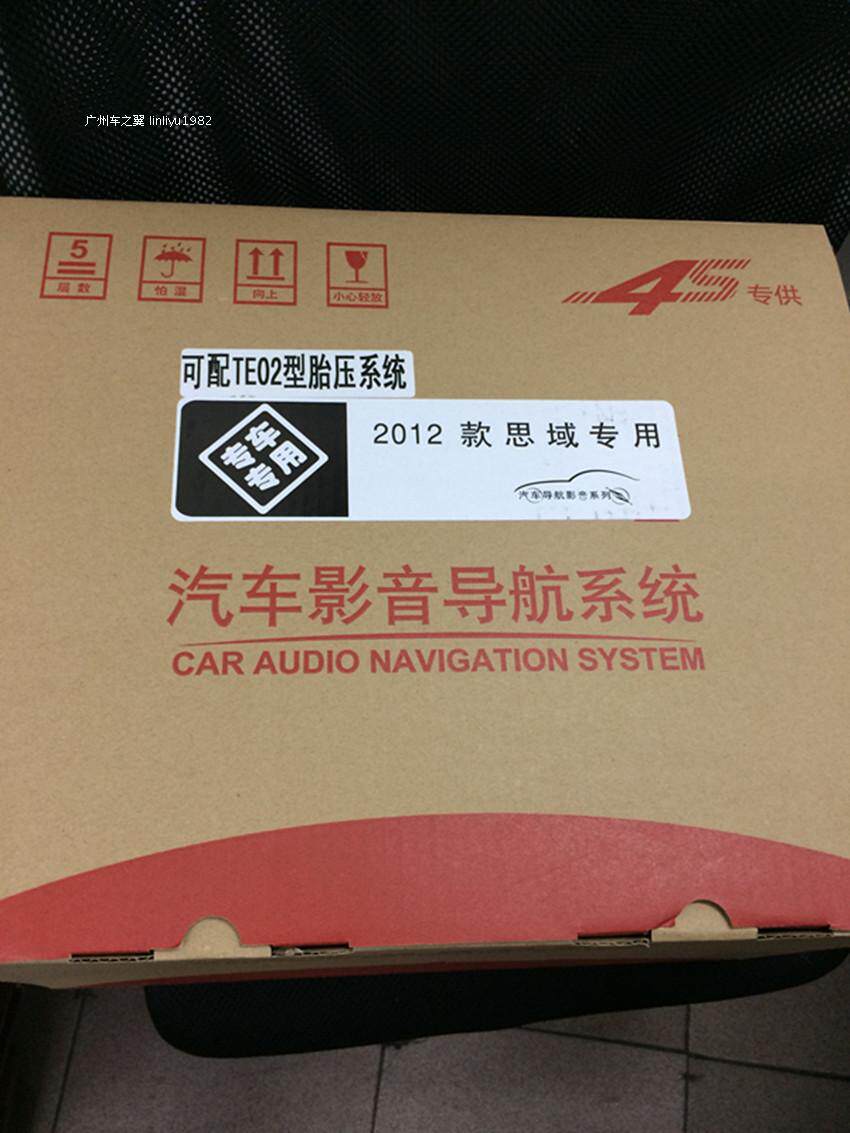 广州车之翼 linliyu1982
5
层数
怕湿
向上
小心轻放
4S 专供
可配TE02型胎压系统
专车
专用
2012 款思域专用
汽车导航影音系列
汽车影音导航系统
CAR AUDIO NAVIGATION SYSTEM